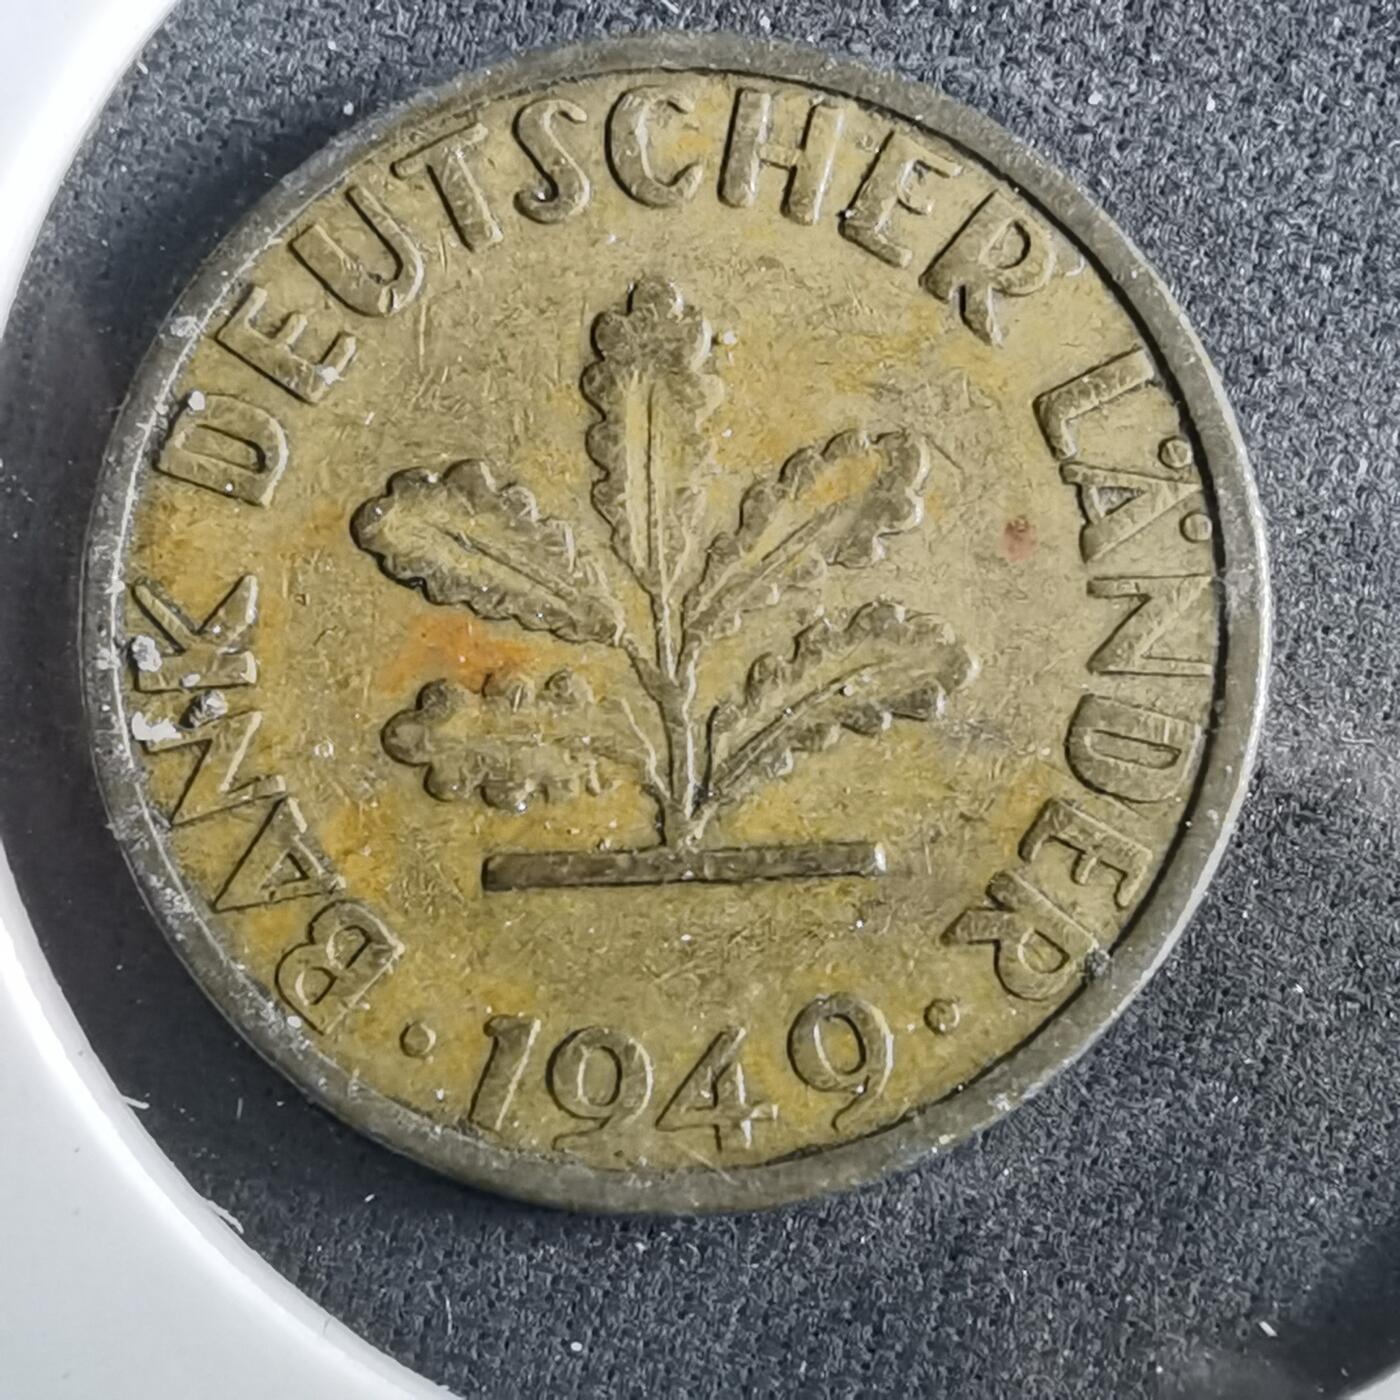 BANK DEUTSCHER LÄNDER
· 1949 ·